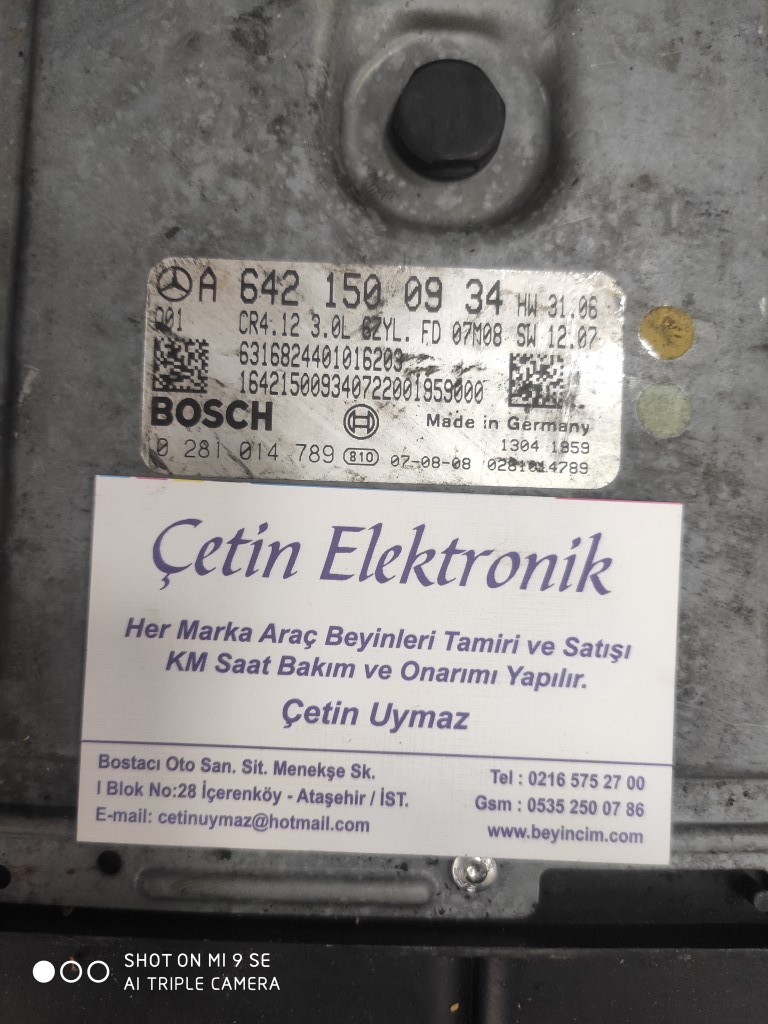 A 642 150 09 34 HW 31.06
Q01 CR4.12 3.0L 6ZYL. FD 07M08 SW 12.07
6316824401016203
16421500934072200195900​0
BOSCH Made in Germany
1304 1859
0 281 014 789 810 07-08-08 0281014789
Çetin Elektronik
Her Marka Araç Beyinleri Tamiri ve Satışı
KM Saat Bakım ve Onarımı Yapılır.
Çetin Uymaz
Bostacı Oto San. Sit. Menekşe Sk.
I Blok No:28 İçerenköy - Ataşehir / İST.
E-mail: cetinuymaz@hotmail.com
Tel : 0216 575 27 00
Gsm : 0535 250 07 86
www.beyincim.com
SHOT ON MI 9 SE
AI TRIPLE CAMERA